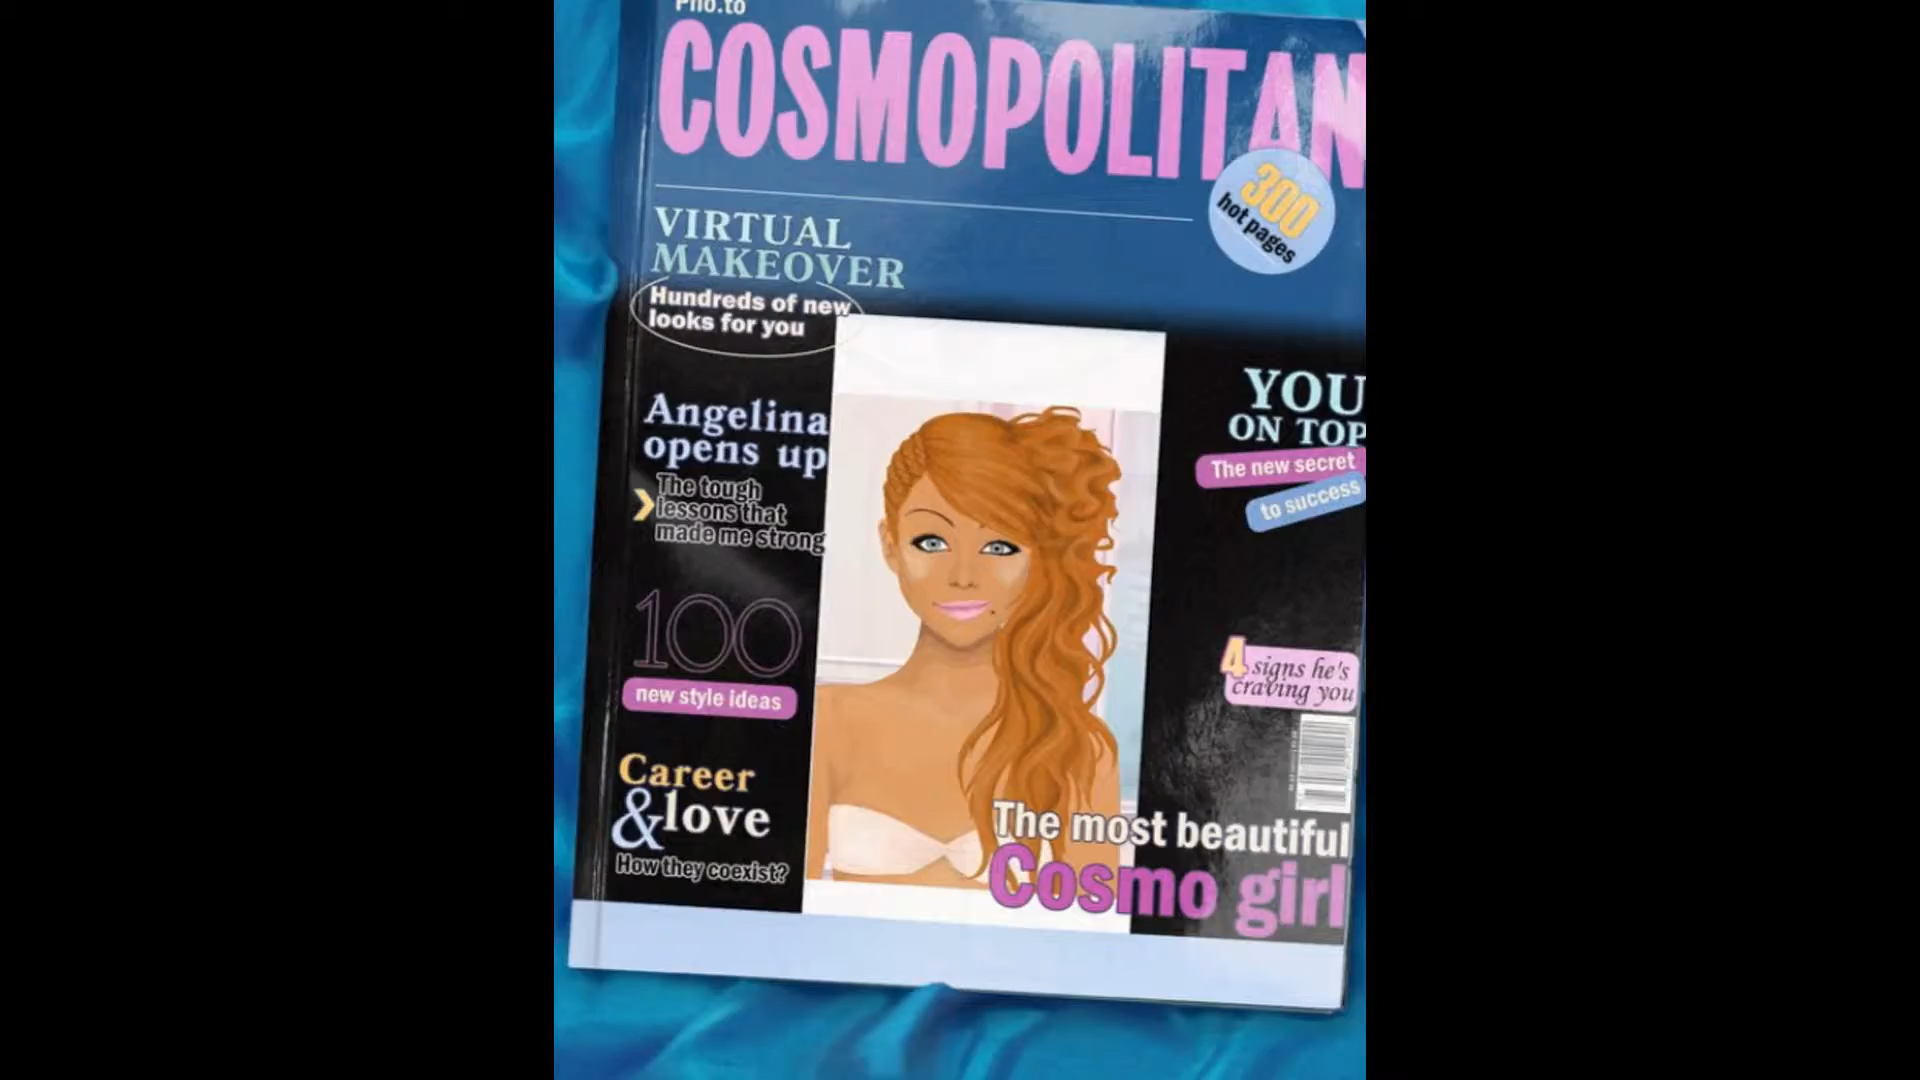 Pho.to
COSMOPOLITAN
300
hot pages
VIRTUAL
MAKEOVER
Hundreds of new
looks for you
Angelina
opens up
The tough
lessons that
made me strong
100
new style ideas
Career
&love
How they coexist?
YOU
ON TOP
The new secret
to success
4 signs he's
craving you
The most beautiful
Cosmo girl